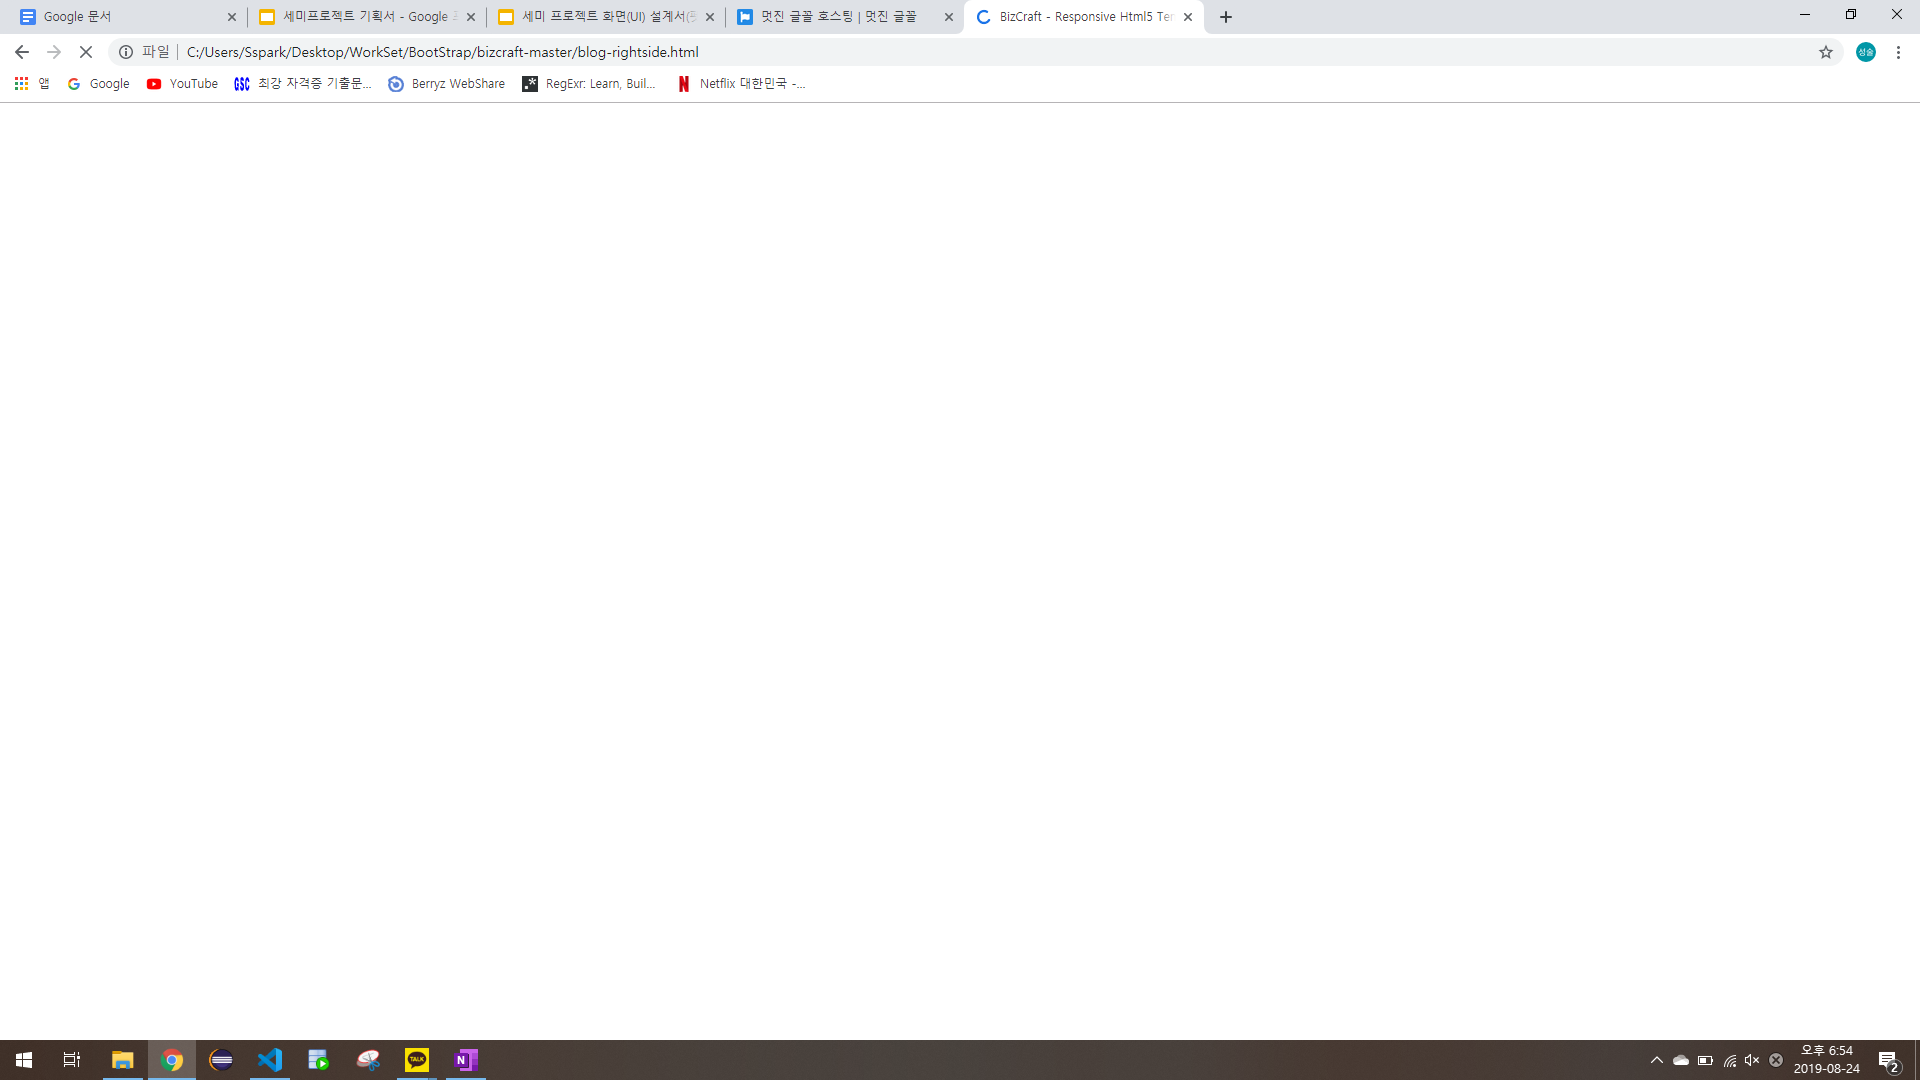 Google 문서
세미프로젝트 기획서 - Google
세미 프로젝트 화면(UI) 설계서(
멋진 글꼴 호스팅 | 멋진 글꼴
BizCraft - Responsive Html5 Ter
파일
C:/Users/Sspark/Desktop/WorkSet/BootStrap/bizcraft-master/blog-rightside.html
성솔
앱
Google
YouTube
GSC 최강 자격증 기출문...
Berryz WebShare
.* RegExr: Learn, Buil...
N Netflix 대한민국 -...
TALK
N
오후 6:54
2019-08-24
2